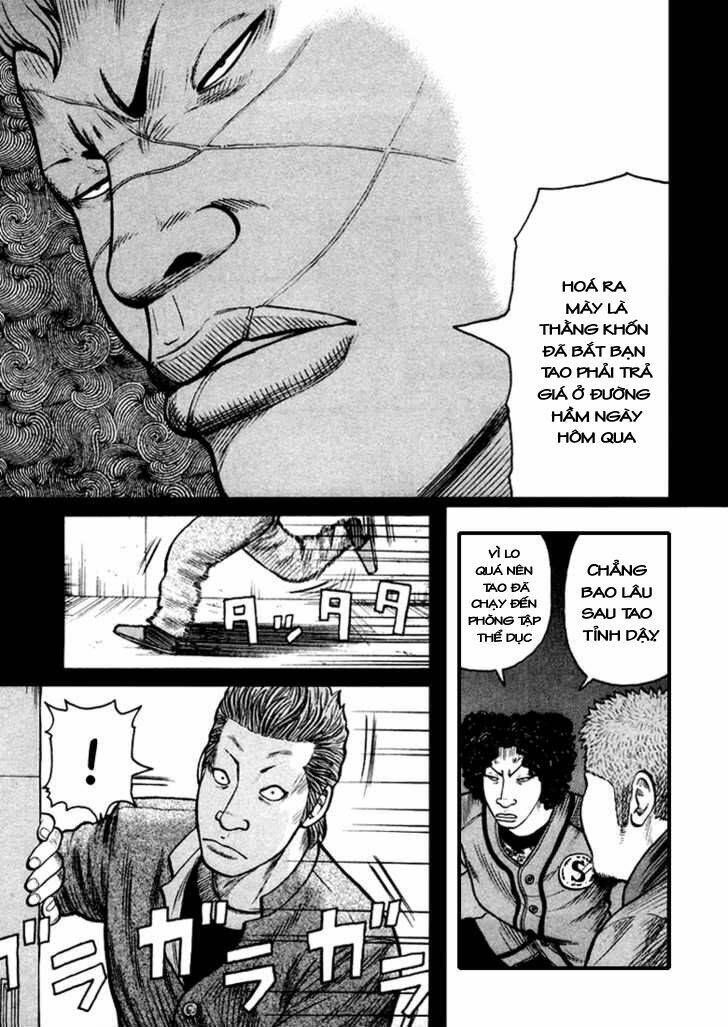 HOÁ RA
MÀY LÀ
THẰNG KHỐN
ĐÃ BẮT BẠN
TAO PHẢI TRẢ
GIÁ Ở ĐƯỜNG
HẦM NGÀY
HÔM QUA
CHẲNG
BAO LÂU
SAU TAO
TỈNH DẬY.
VÌ LO
QUÁ NÊN
TAO ĐÃ
CHẠY ĐẾN
PHÒNG TẬP
THỂ DỤC
タッタタ
S
!
ガラガラ